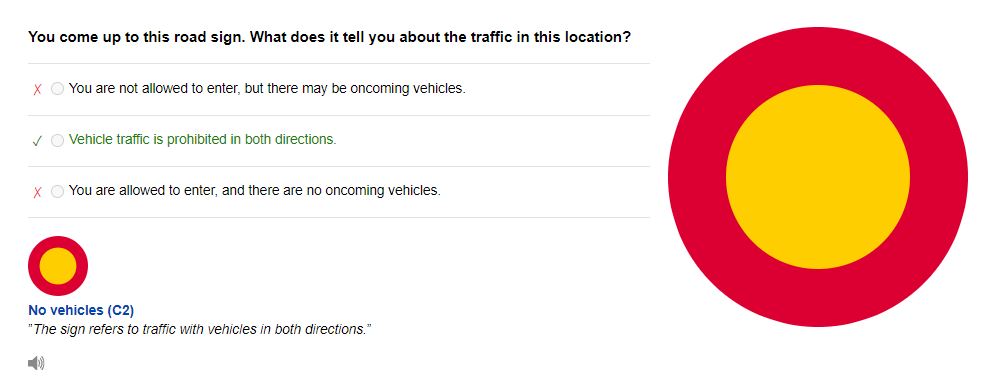 You come up to this road sign. What does it tell you about the traffic in this location?
You are not allowed to enter, but there may be oncoming vehicles.
Vehicle traffic is prohibited in both directions.
You are allowed to enter, and there are no oncoming vehicles.
No vehicles (C2)
"The sign refers to traffic with vehicles in both directions."